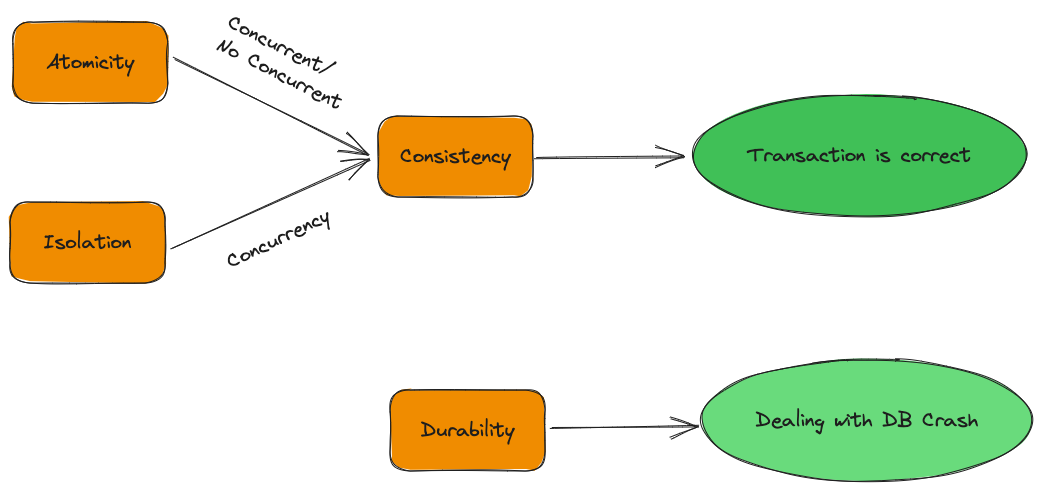 Atomicity
Concurrent/
No Concurrent
Consistency
Transaction is correct
Isolation
Concurrency
Durability
Dealing with DB Crash